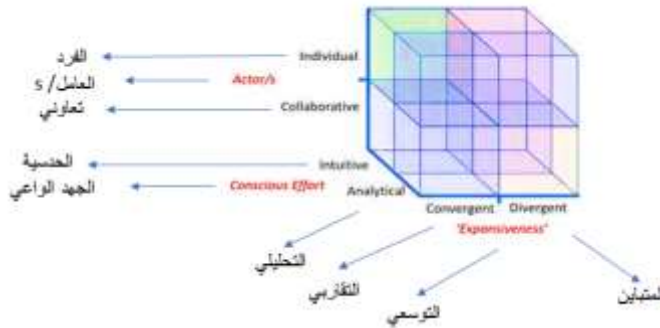 الفرد
Individual
العامل/ s
Actor/s
تعاوني
Collaborative
الحدسية
Intuitive
الجهد الواعي
Conscious Effort
Analytical
Convergent
Divergent
'Expansiveness'
التحليلي
التقاربي
التوسعي
المتباين